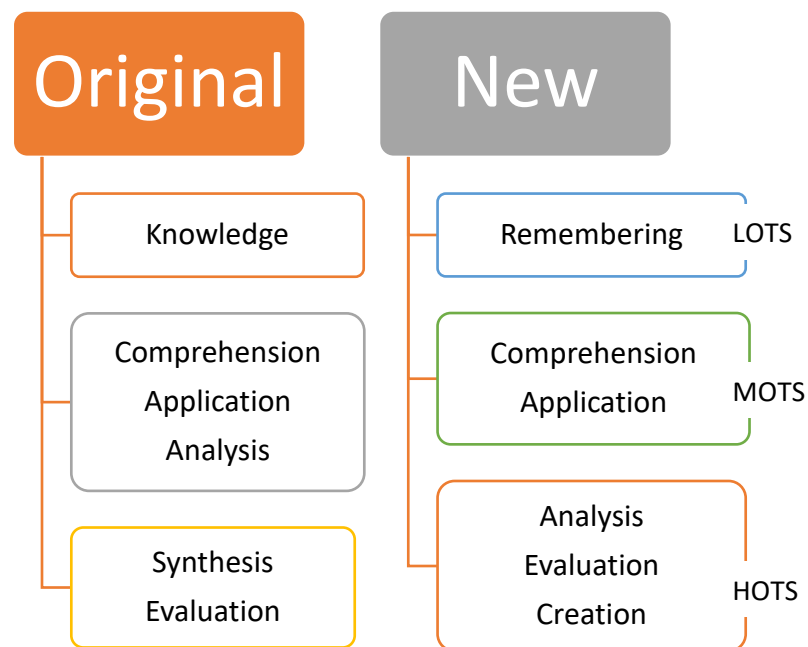 Original
Knowledge
Comprehension
Application
Analysis
Synthesis
Evaluation
New
Remembering
LOTS
Comprehension
Application
MOTS
Analysis
Evaluation
Creation
HOTS